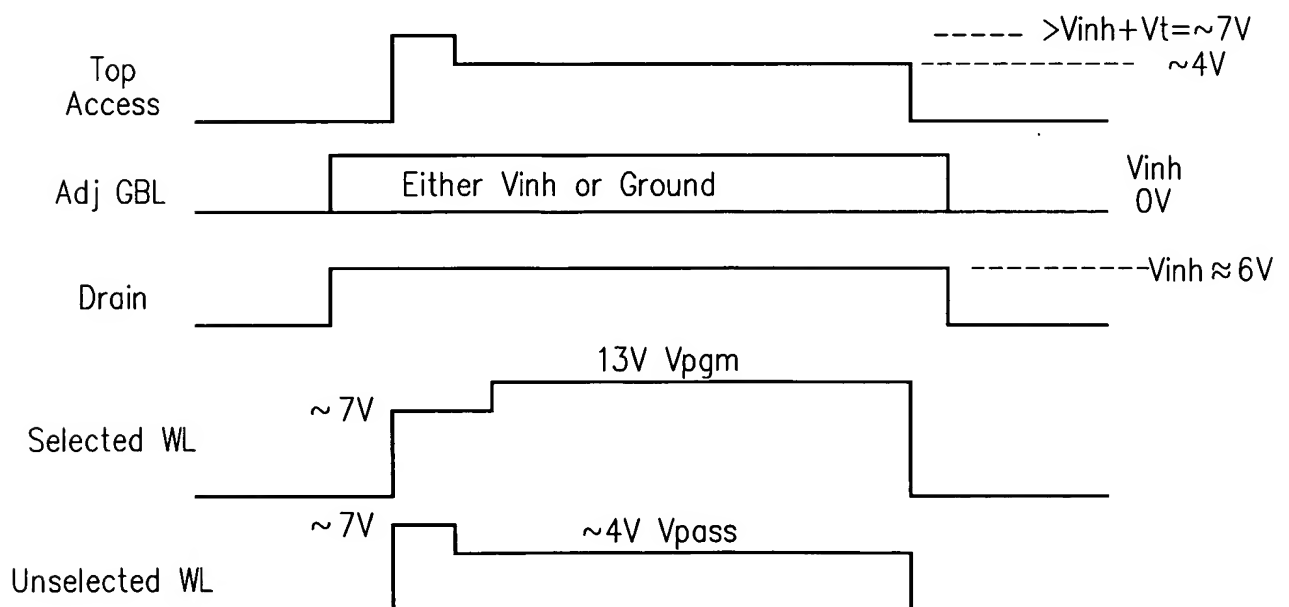 >Vinh+Vt=~7V
Top
Access
~4V
Adj GBL
Either Vinh or Ground
Vinh
0V
Drain
Vinh≈6V
13V Vpgm
~7V
Selected WL
~7V
~4V Vpass
Unselected WL